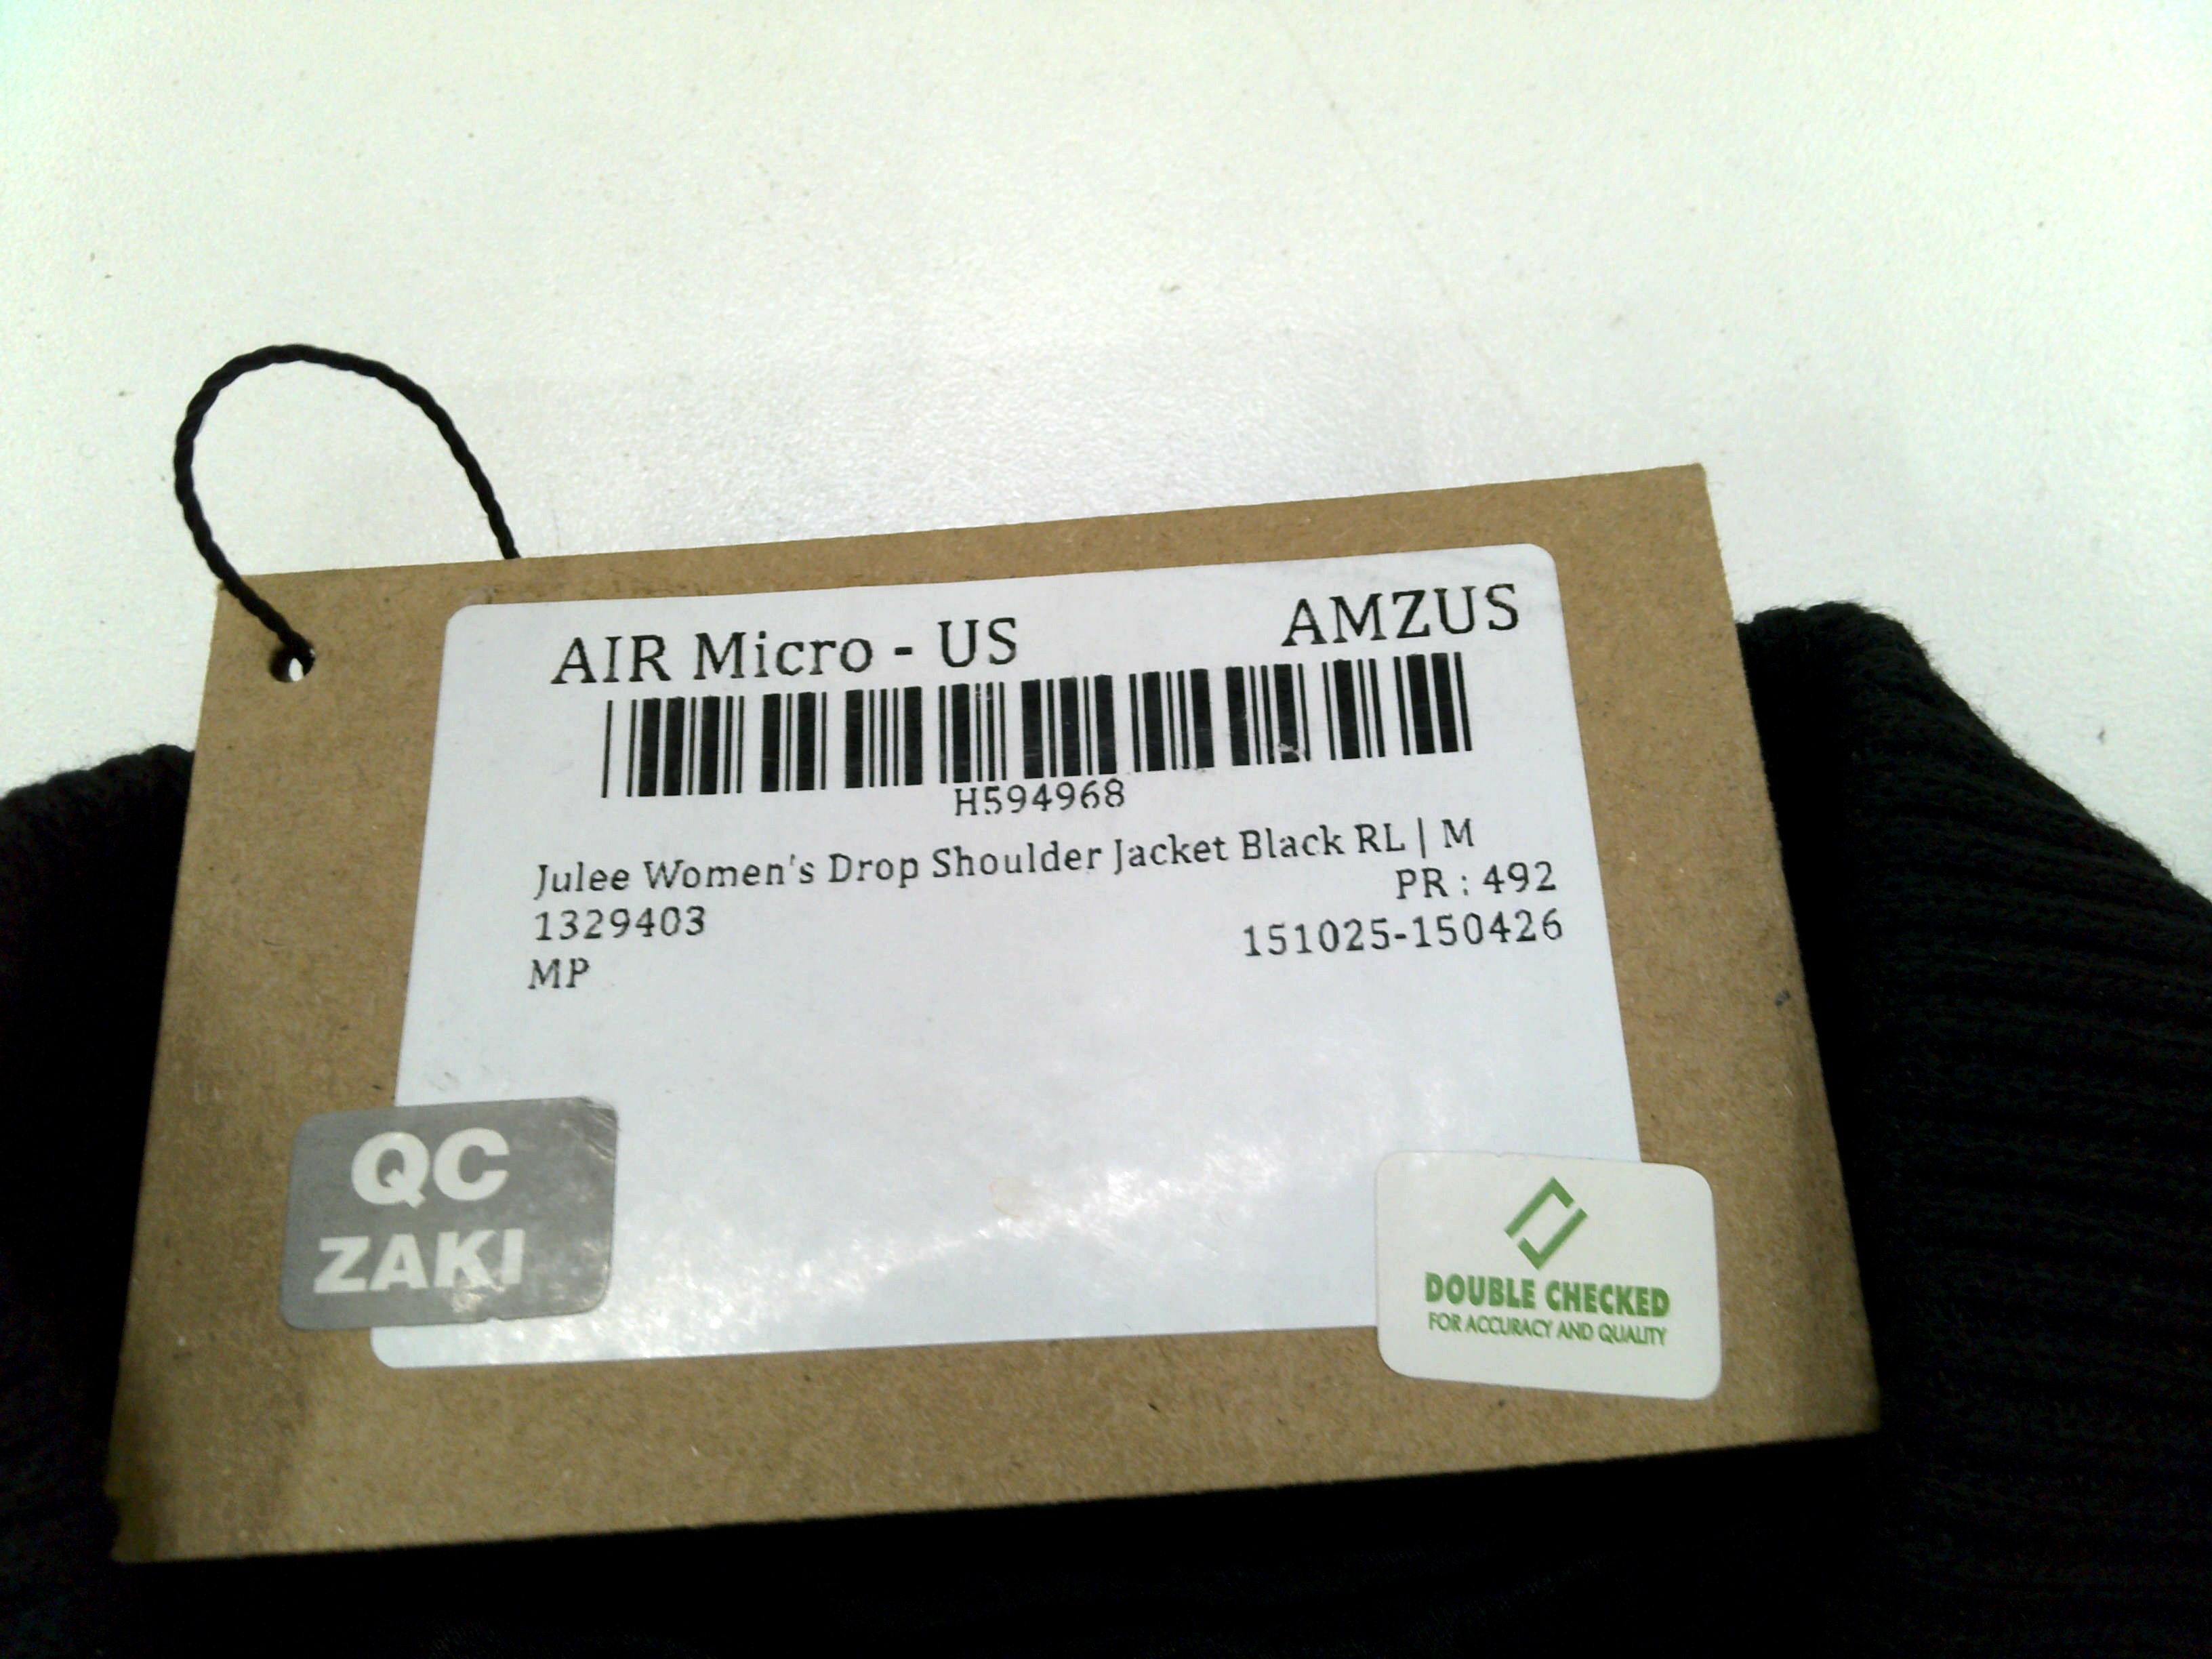 AIR Micro - US AMZUS
H594968
Julee Women's Drop Shoulder Jacket Black RL | M
PR : 492
1329403
151025-150426
MP
QC
ZAKI
DOUBLE CHECKED
FOR ACCURACY AND QUALITY